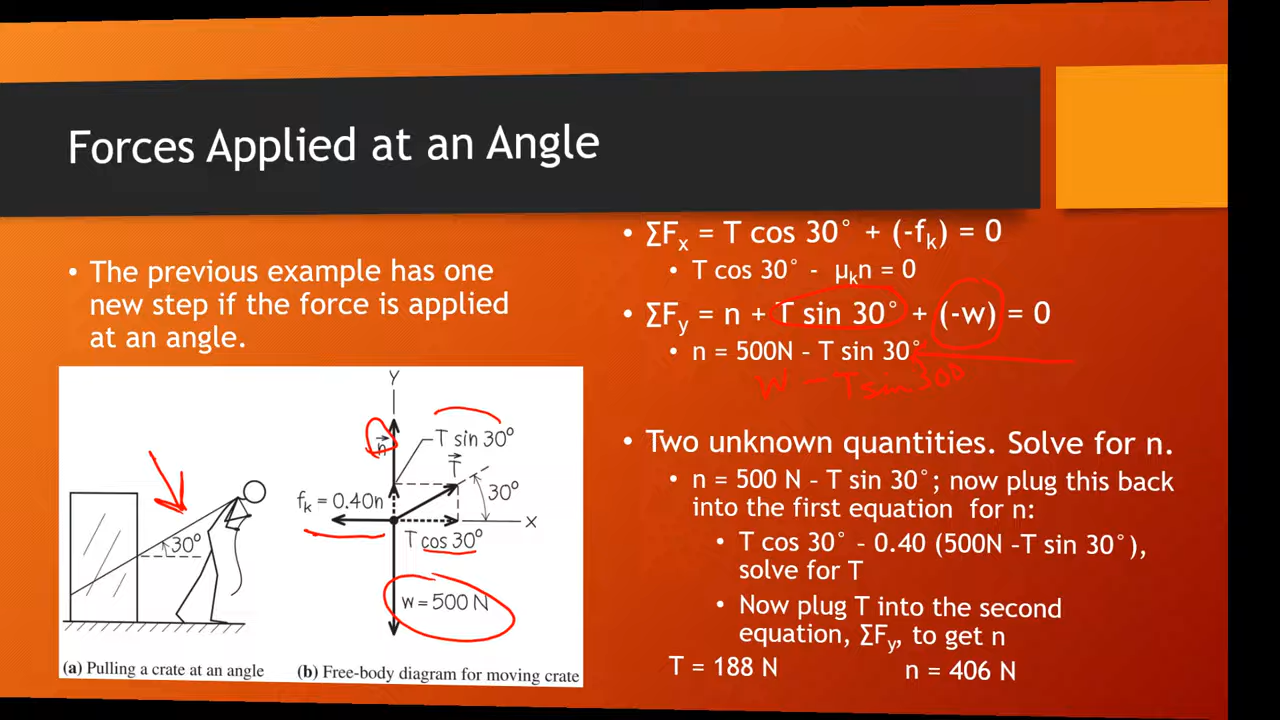 Forces Applied at an Angle
• The previous example has one
new step if the force is applied
at an angle.
30°
(a) Pulling a crate at an angle
Y
n
T sin 30°
T
30°
fk = 0.40n
X
T cos 30°
w = 500 N
(b) Free-body diagram for moving crate
• ΣFx = T cos 30° + (-fk) = 0
• T cos 30° - μkn = 0
• ΣFy = n + T sin 30° + (-w) = 0
• n = 500N – T sin 30°
W - T sin 30°
• Two unknown quantities. Solve for n.
• n = 500 N – T sin 30°; now plug this back
into the first equation for n:
• T cos 30° – 0.40 (500N –T sin 30°),
solve for T
• Now plug T into the second
equation, ΣFy, to get n
T = 188 N n = 406 N